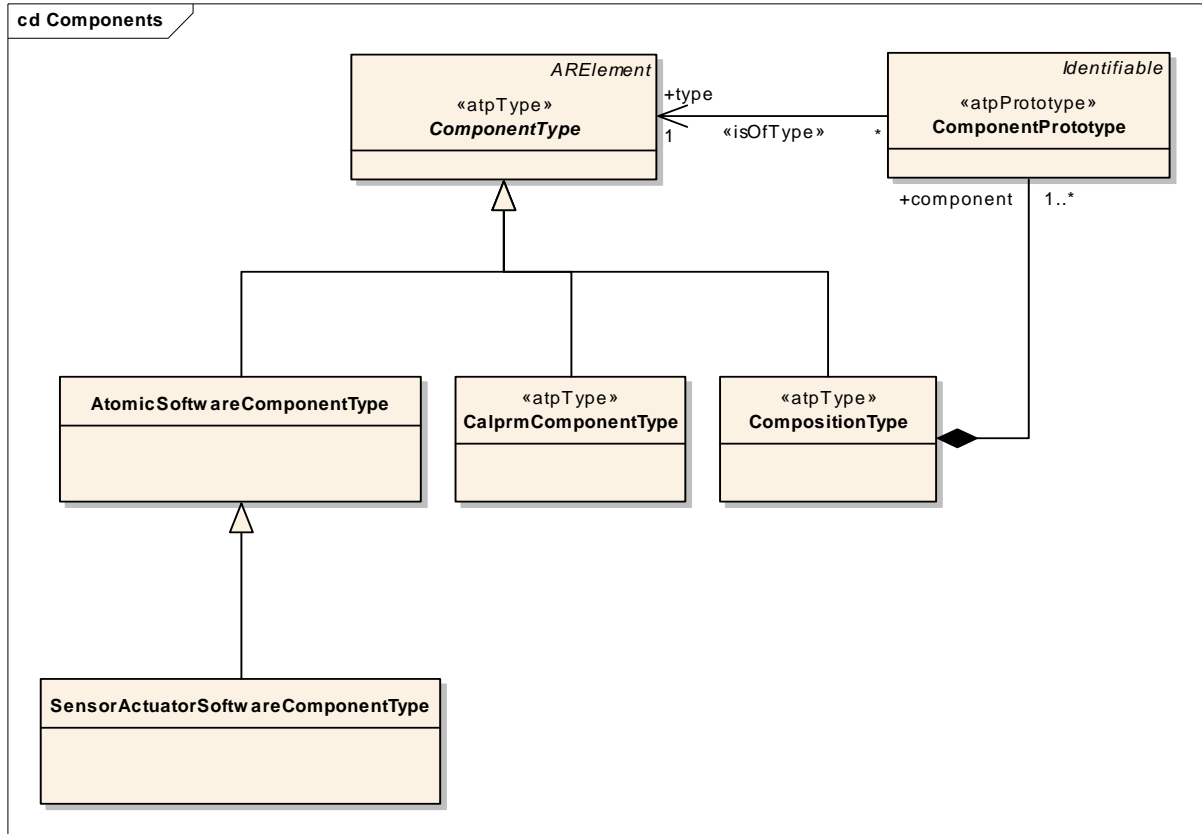 cd Components
ARElement
«atpType»
ComponentType
+type
1
«isOfType»
*
Identifiable
«atpPrototype»
ComponentPrototype
+component
1..*
AtomicSoftwareComponentType
«atpType»
CalprmComponentType
«atpType»
CompositionType
SensorActuatorSoftwareComponentType